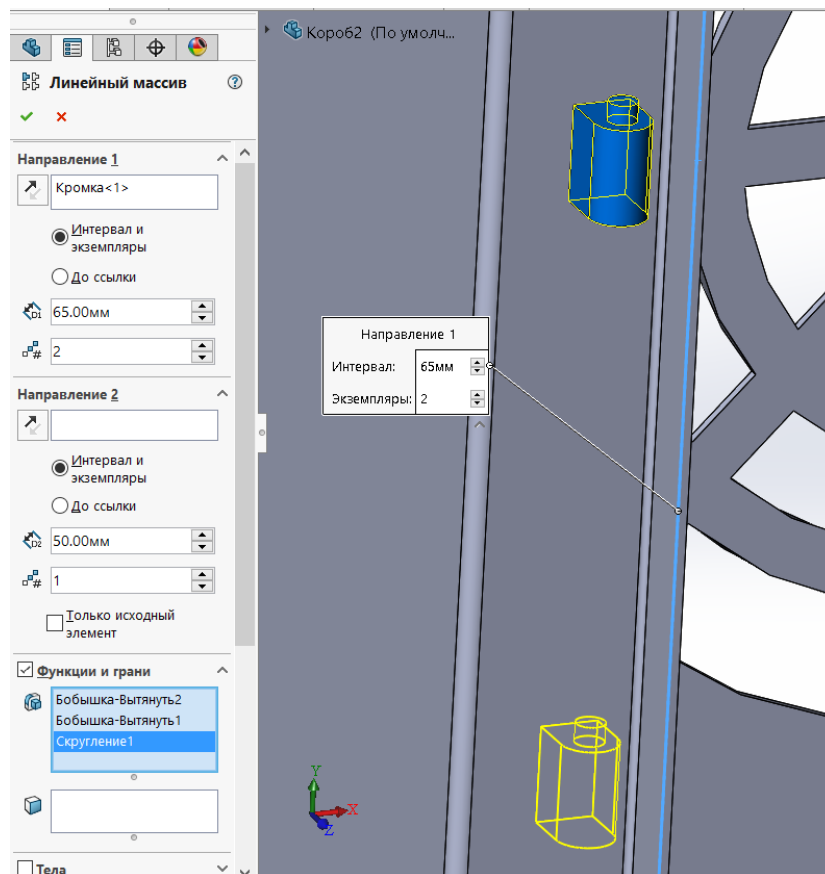 Короб2 (По умолч...
Линейный массив
Направление 1
Кромка<1>
Интервал и
экземпляры
До ссылки
D1
65.00мм
#
2
Направление 2
Интервал и
экземпляры
До ссылки
D2
50.00мм
#
1
Только исходный
элемент
Функции и грани
Бобышка-Вытянуть2
Бобышка-Вытянуть1
Скругление1
Тела
Направление 1
Интервал:
65мм
Экземпляры:
2
Y
X
Z